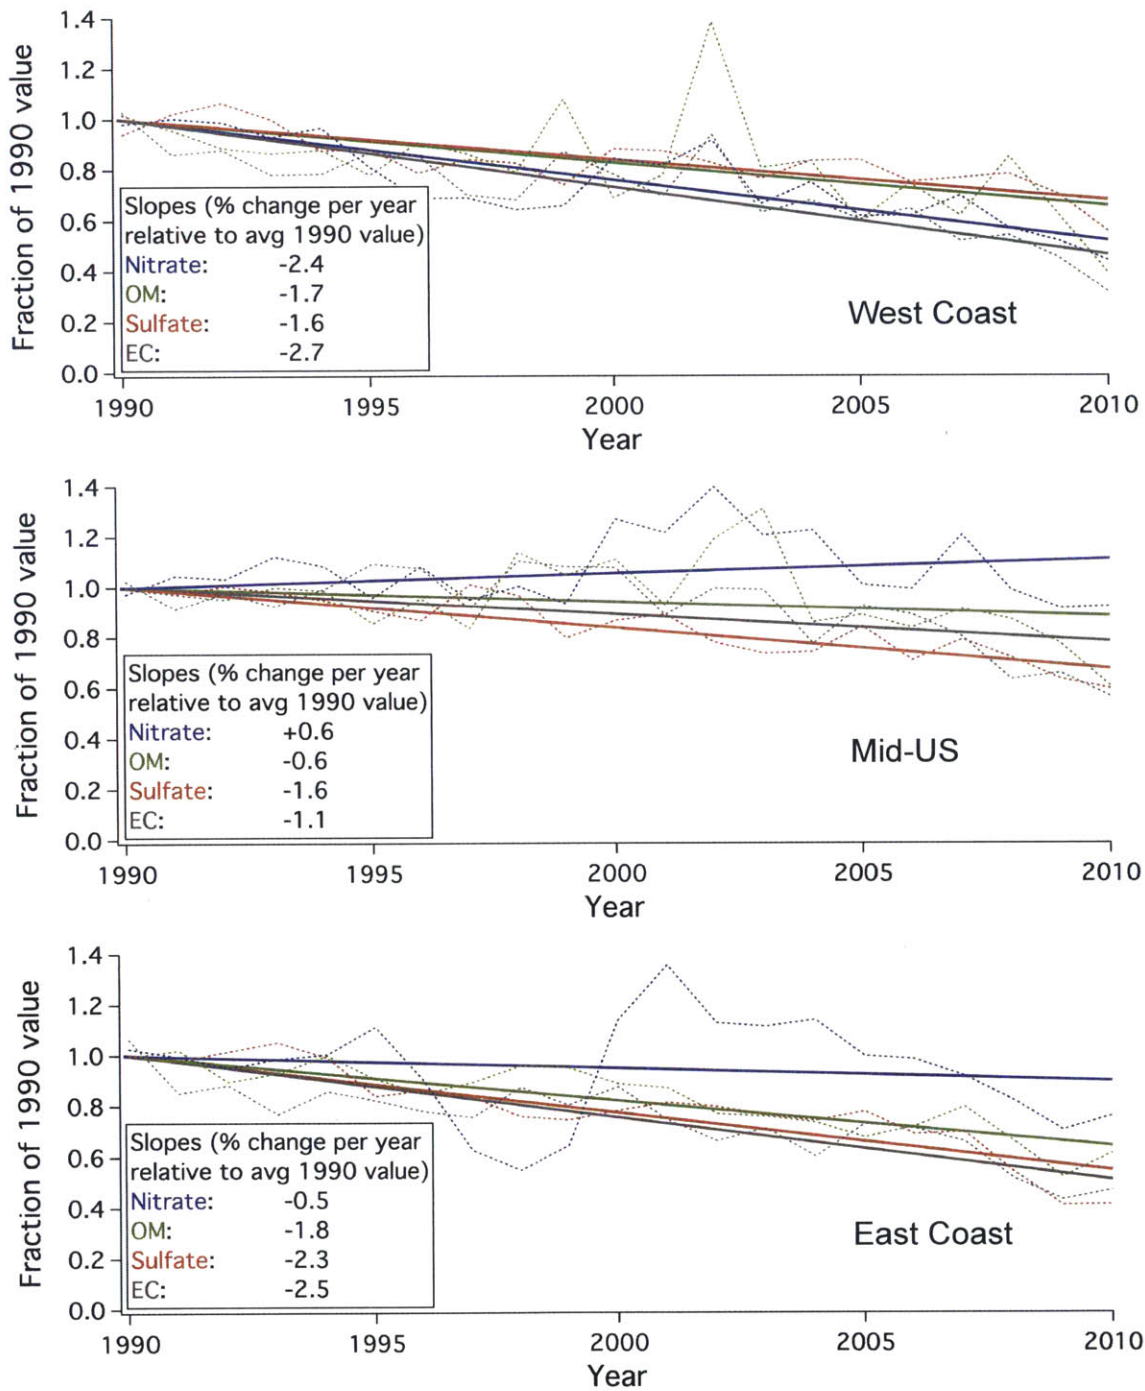 Fraction of 1990 value
1.4
1.2
1.0
0.8
0.6
0.4
0.2
0.0
Slopes (% change per year
relative to avg 1990 value)
Nitrate: -2.4
OM: -1.7
Sulfate: -1.6
EC: -2.7
West Coast
1990 1995 2000 2005 2010
Year
Fraction of 1990 value
1.4
1.2
1.0
0.8
0.6
0.4
0.2
0.0
Slopes (% change per year
relative to avg 1990 value)
Nitrate: +0.6
OM: -0.6
Sulfate: -1.6
EC: -1.1
Mid-US
1990 1995 2000 2005 2010
Year
Fraction of 1990 value
1.4
1.2
1.0
0.8
0.6
0.4
0.2
0.0
Slopes (% change per year
relative to avg 1990 value)
Nitrate: -0.5
OM: -1.8
Sulfate: -2.3
EC: -2.5
East Coast
1990 1995 2000 2005 2010
Year